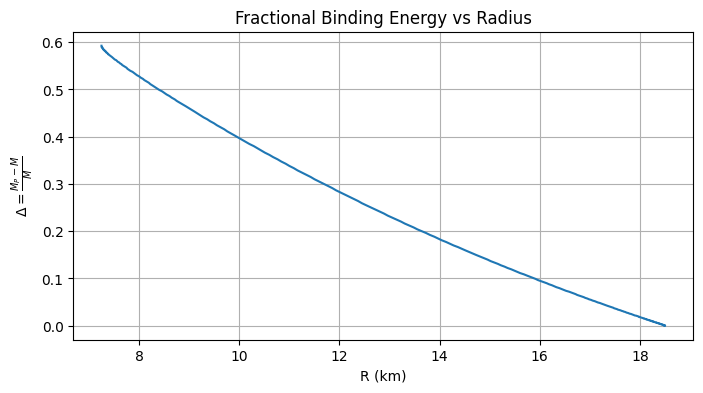 Fractional Binding Energy vs Radius
0.6
0.5
0.4
0.3
0.2
0.1
0.0
Δ = (M_P − M)/M
8 10 12 14 16 18
R (km)